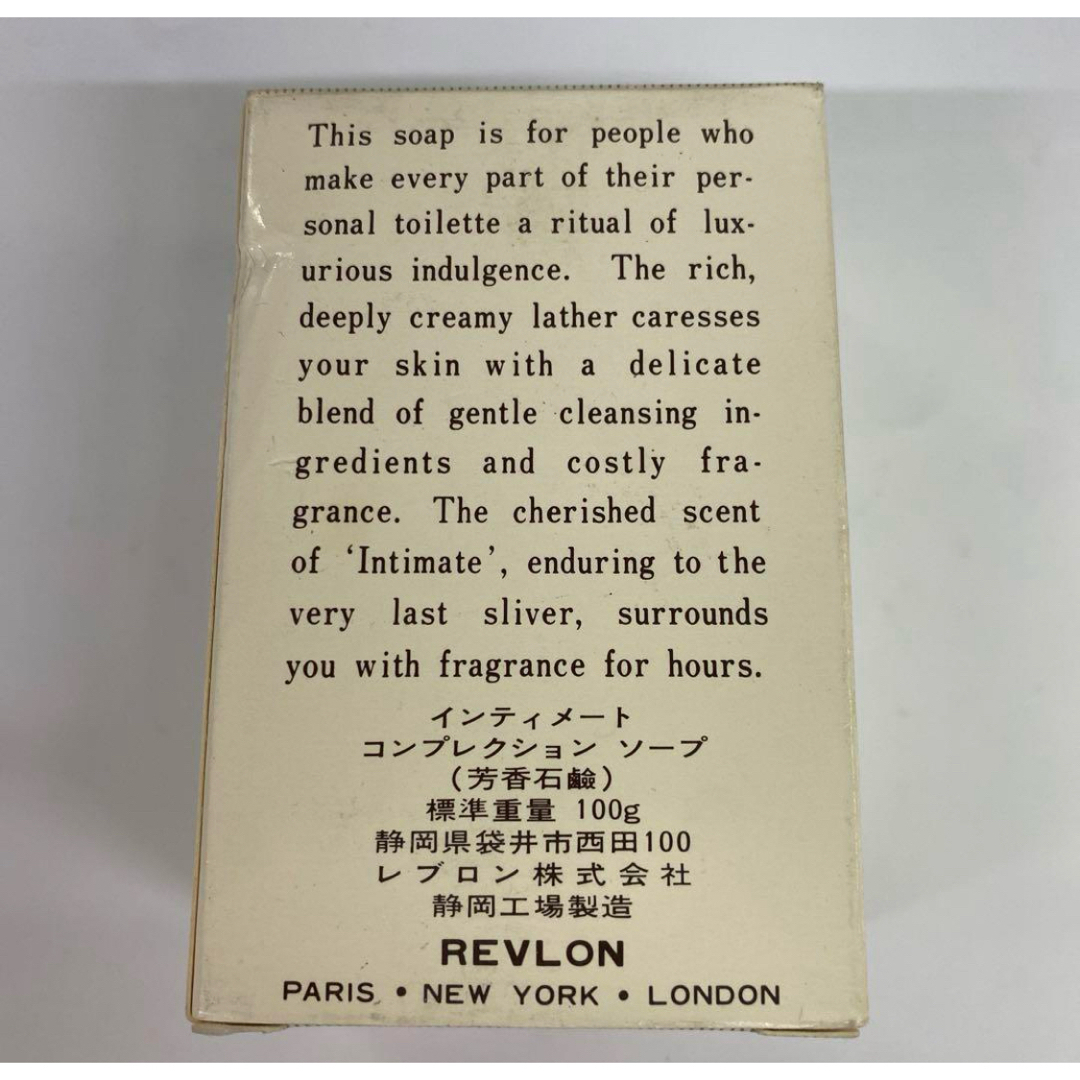 This soap is for people who
make every part of their per-
sonal toilette a ritual of lux-
urious indulgence. The rich,
deeply creamy lather caresses
your skin with a delicate
blend of gentle cleansing in-
gredients and costly fra-
grance. The cherished scent
of ‘Intimate’, enduring to the
very last sliver, surrounds
you with fragrance for hours.
インティメート
コンプレクション ソープ
(芳香石鹼)
標準重量 100g
静岡県袋井市西田100
レブロン株式会社
静岡工場製造
REVLON
PARIS • NEW YORK • LONDON